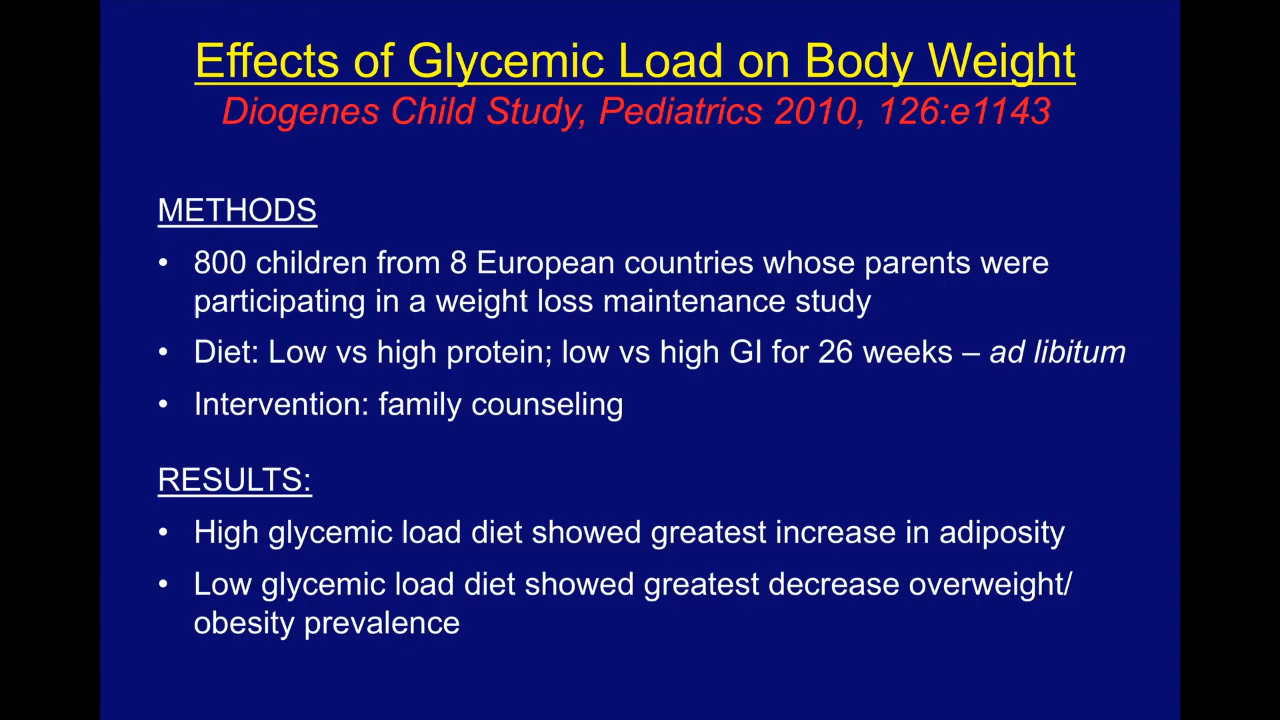 Effects of Glycemic Load on Body Weight
Diogenes Child Study, Pediatrics 2010, 126:e1143
METHODS
• 800 children from 8 European countries whose parents were
participating in a weight loss maintenance study
• Diet: Low vs high protein; low vs high GI for 26 weeks – ad libitum
• Intervention: family counseling
RESULTS:
• High glycemic load diet showed greatest increase in adiposity
• Low glycemic load diet showed greatest decrease overweight/
obesity prevalence